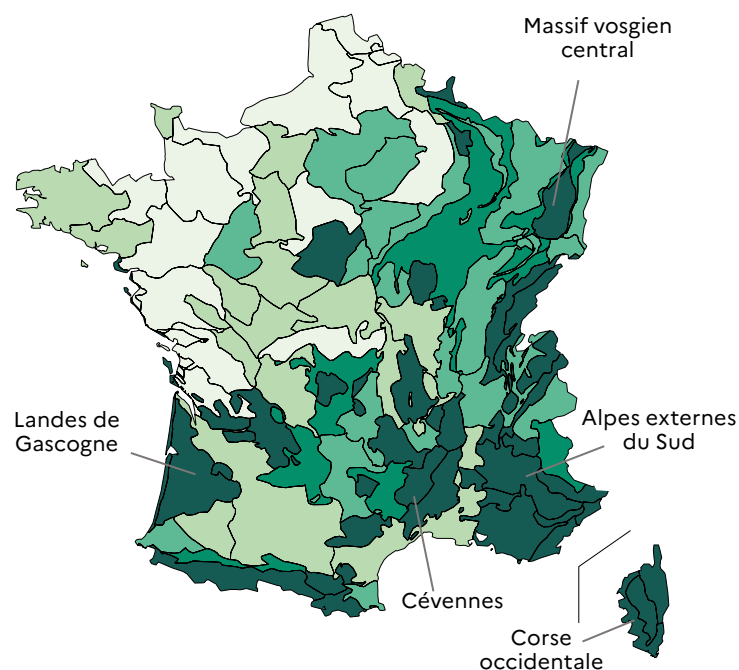 Massif vosgien
central
Landes de
Gascogne
Alpes externes
du Sud
Cévennes
Corse
occidentale